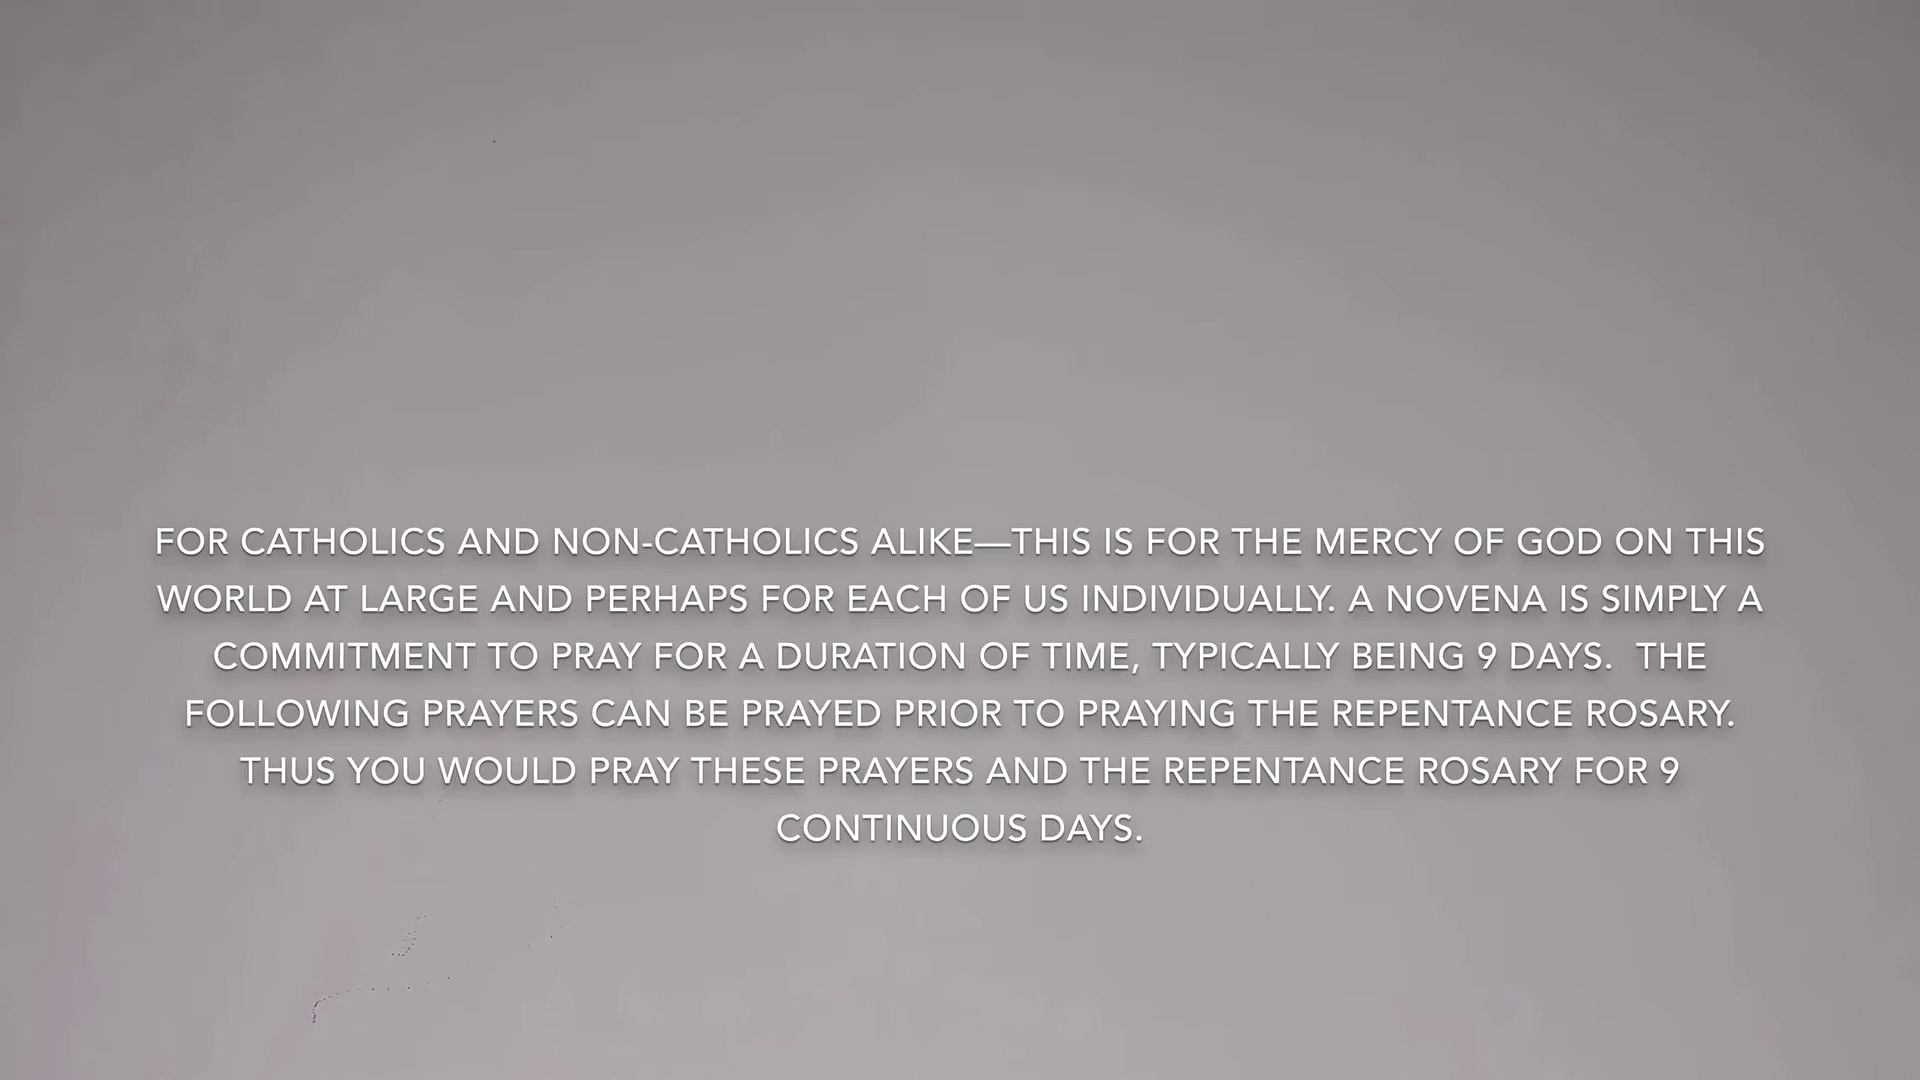 FOR CATHOLICS AND NON-CATHOLICS ALIKE—THIS IS FOR THE MERCY OF GOD ON THIS
WORLD AT LARGE AND PERHAPS FOR EACH OF US INDIVIDUALLY. A NOVENA IS SIMPLY A
COMMITMENT TO PRAY FOR A DURATION OF TIME, TYPICALLY BEING 9 DAYS.  THE
FOLLOWING PRAYERS CAN BE PRAYED PRIOR TO PRAYING THE REPENTANCE ROSARY.
THUS YOU WOULD PRAY THESE PRAYERS AND THE REPENTANCE ROSARY FOR 9
CONTINUOUS DAYS.